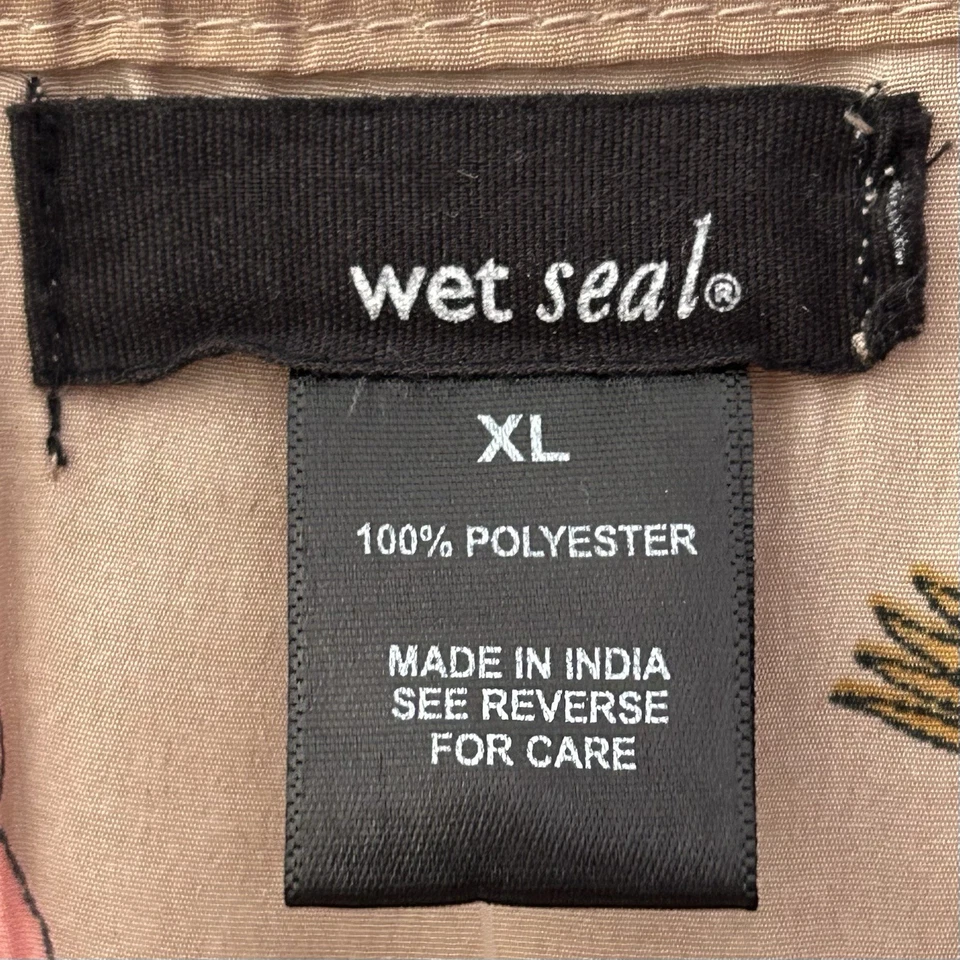 wet seal®
XL
100% POLYESTER
MADE IN INDIA
SEE REVERSE
FOR CARE